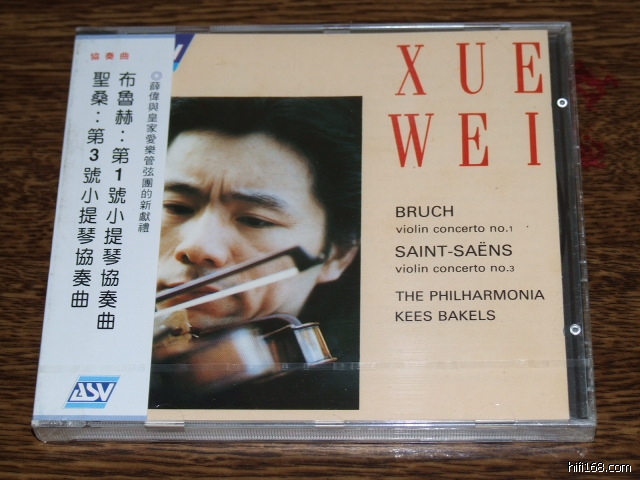 協奏曲
布魯赫：第1號小提琴協奏曲
聖桑：第3號小提琴協奏曲
薛偉與皇家愛樂管弦團的新獻禮
ASV
XUE
WEI
BRUCH
violin concerto no.1
SAINT-SAËNS
violin concerto no.3
THE PHILHARMONIA
KEES BAKELS
hifi168.com